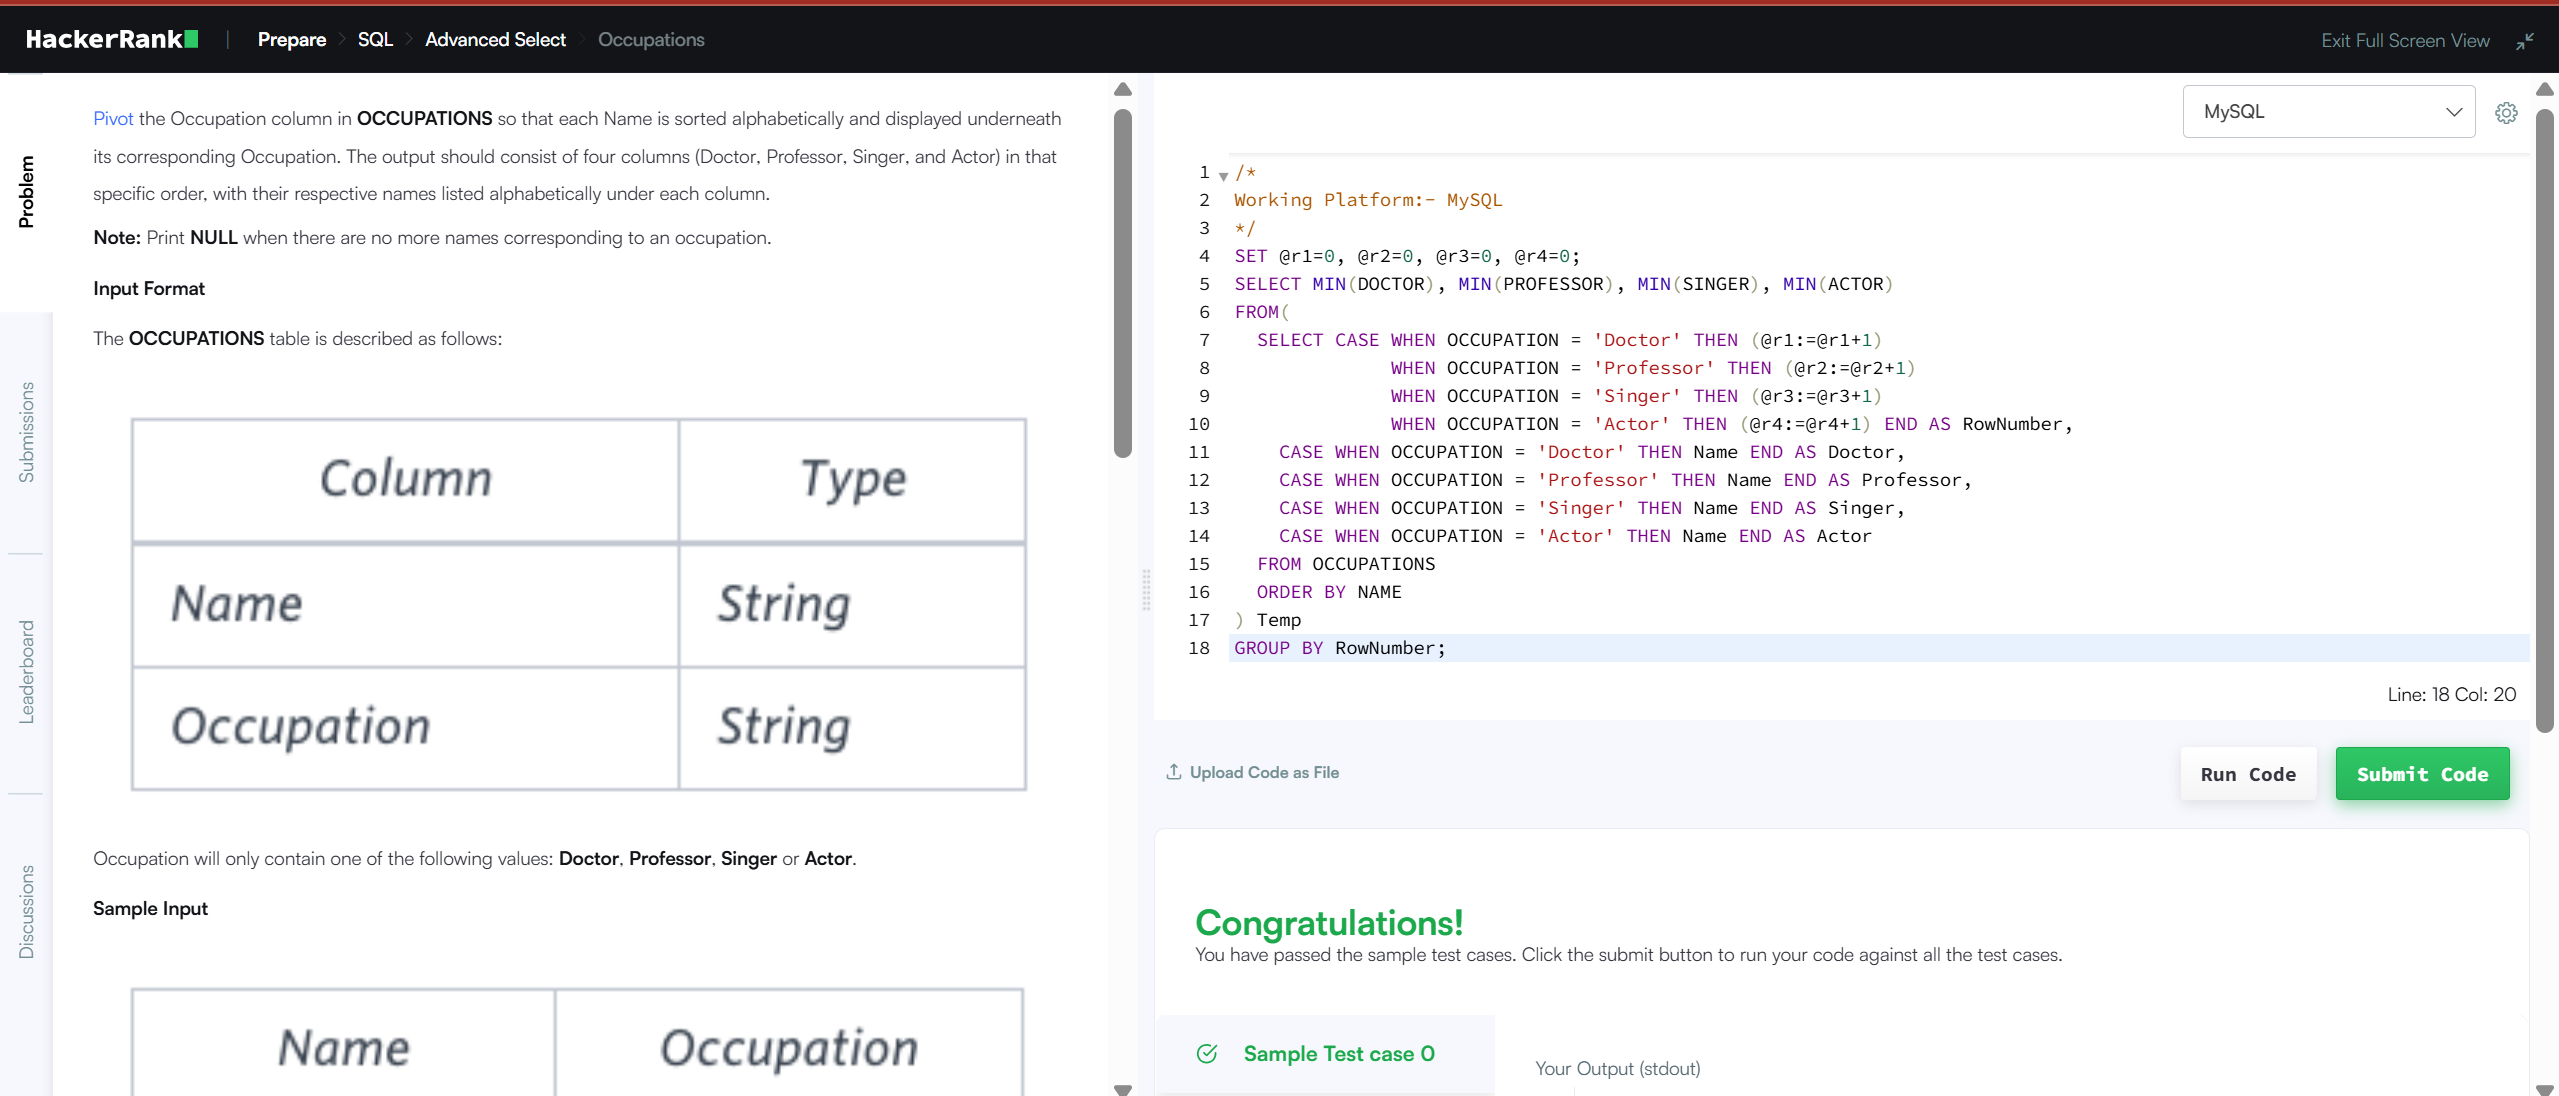 HackerRank | Prepare > SQL > Advanced Select > Occupations
Exit Full Screen View
Problem
Submissions
Leaderboard
Discussions
Pivot the Occupation column in OCCUPATIONS so that each Name is sorted alphabetically and displayed underneath
its corresponding Occupation. The output should consist of four columns (Doctor, Professor, Singer, and Actor) in that
specific order, with their respective names listed alphabetically under each column.
Note: Print NULL when there are no more names corresponding to an occupation.
Input Format
The OCCUPATIONS table is described as follows:
Column Type
Name String
Occupation String
Occupation will only contain one of the following values: Doctor, Professor, Singer or Actor.
Sample Input
Name Occupation
MySQL
1 /*
2 Working Platform:- MySQL
3 */
4 SET @r1=0, @r2=0, @r3=0, @r4=0;
5 SELECT MIN(DOCTOR), MIN(PROFESSOR), MIN(SINGER), MIN(ACTOR)
6 FROM(
7 SELECT CASE WHEN OCCUPATION = 'Doctor' THEN (@r1:=@r1+1)
8 WHEN OCCUPATION = 'Professor' THEN (@r2:=@r2+1)
9 WHEN OCCUPATION = 'Singer' THEN (@r3:=@r3+1)
10 WHEN OCCUPATION = 'Actor' THEN (@r4:=@r4+1) END AS RowNumber,
11 CASE WHEN OCCUPATION = 'Doctor' THEN Name END AS Doctor,
12 CASE WHEN OCCUPATION = 'Professor' THEN Name END AS Professor,
13 CASE WHEN OCCUPATION = 'Singer' THEN Name END AS Singer,
14 CASE WHEN OCCUPATION = 'Actor' THEN Name END AS Actor
15 FROM OCCUPATIONS
16 ORDER BY NAME
17 ) Temp
18 GROUP BY RowNumber;
Line: 18 Col: 20
Upload Code as File
Run Code
Submit Code
Congratulations!
You have passed the sample test cases. Click the submit button to run your code against all the test cases.
Sample Test case 0
Your Output (stdout)